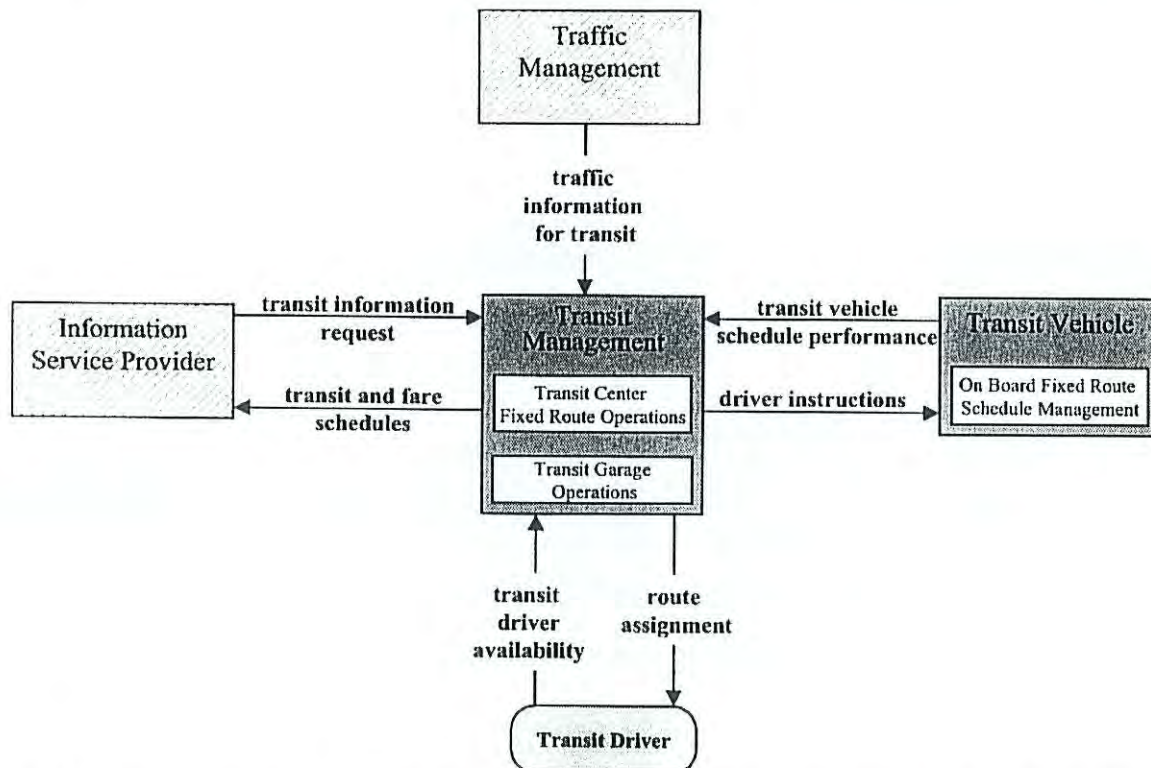 Traffic
Management
traffic
information
for transit
transit information
request
Information
Service Provider
transit and fare
schedules
Transit
Management
Transit Center
Fixed Route Operations
Transit Garage
Operations
transit vehicle
schedule performance
driver instructions
Transit Vehicle
On Board Fixed Route
Schedule Management
transit
driver
availability
route
assignment
Transit Driver